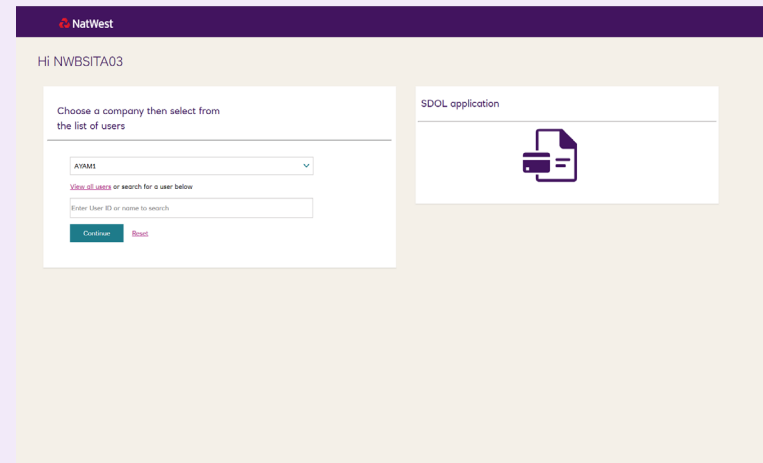 NatWest
Hi NWBSITA03
Choose a company then select from
the list of users
AYAM1
View all users or search for a user below
Enter User ID or name to search
Continue Reset
SDOL application